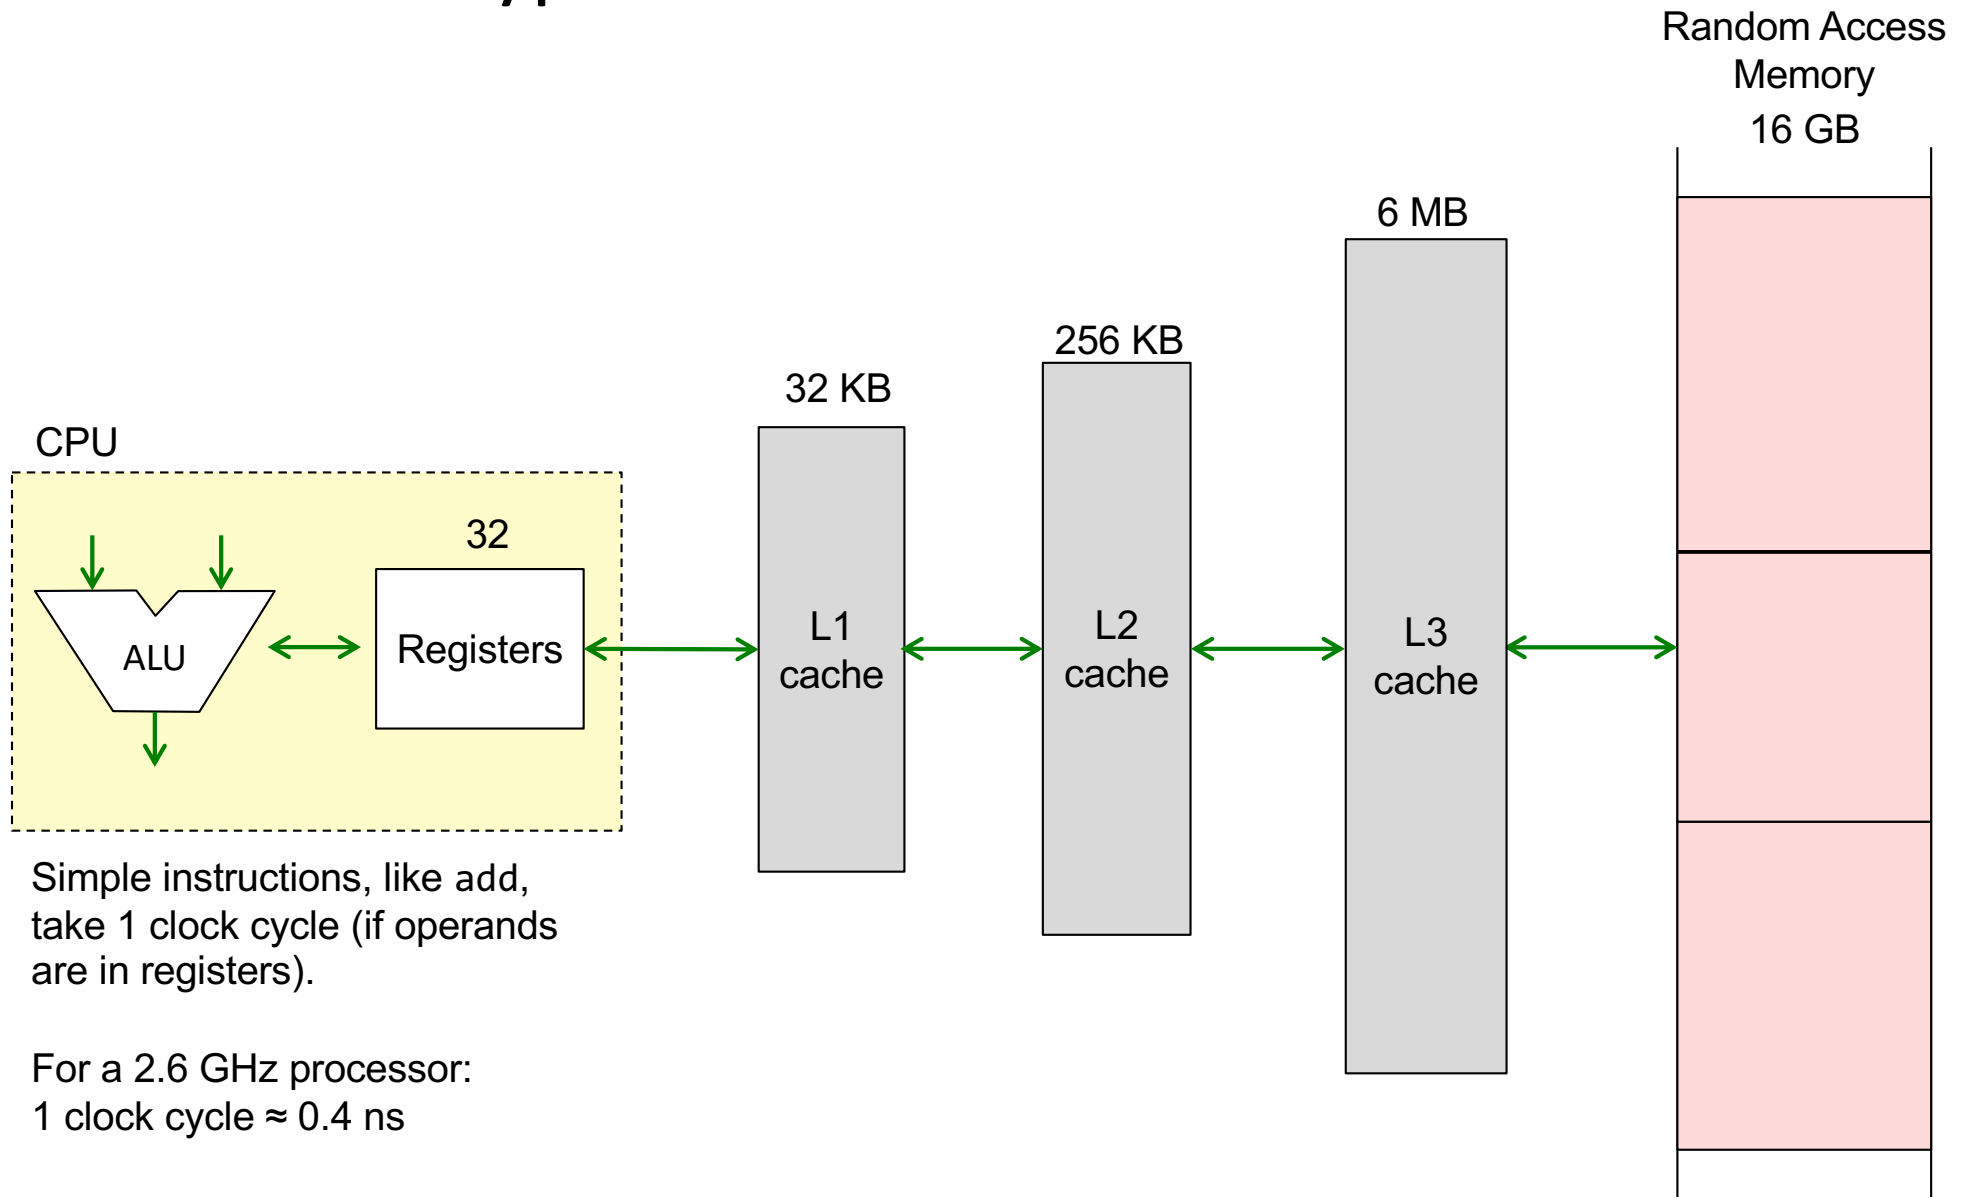 Random Access
Memory
16 GB
6 MB
256 KB
32 KB
CPU
32
ALU
Registers
L1
cache
L2
cache
L3
cache
Simple instructions, like add,
take 1 clock cycle (if operands
are in registers).
For a 2.6 GHz processor:
1 clock cycle ≈ 0.4 ns